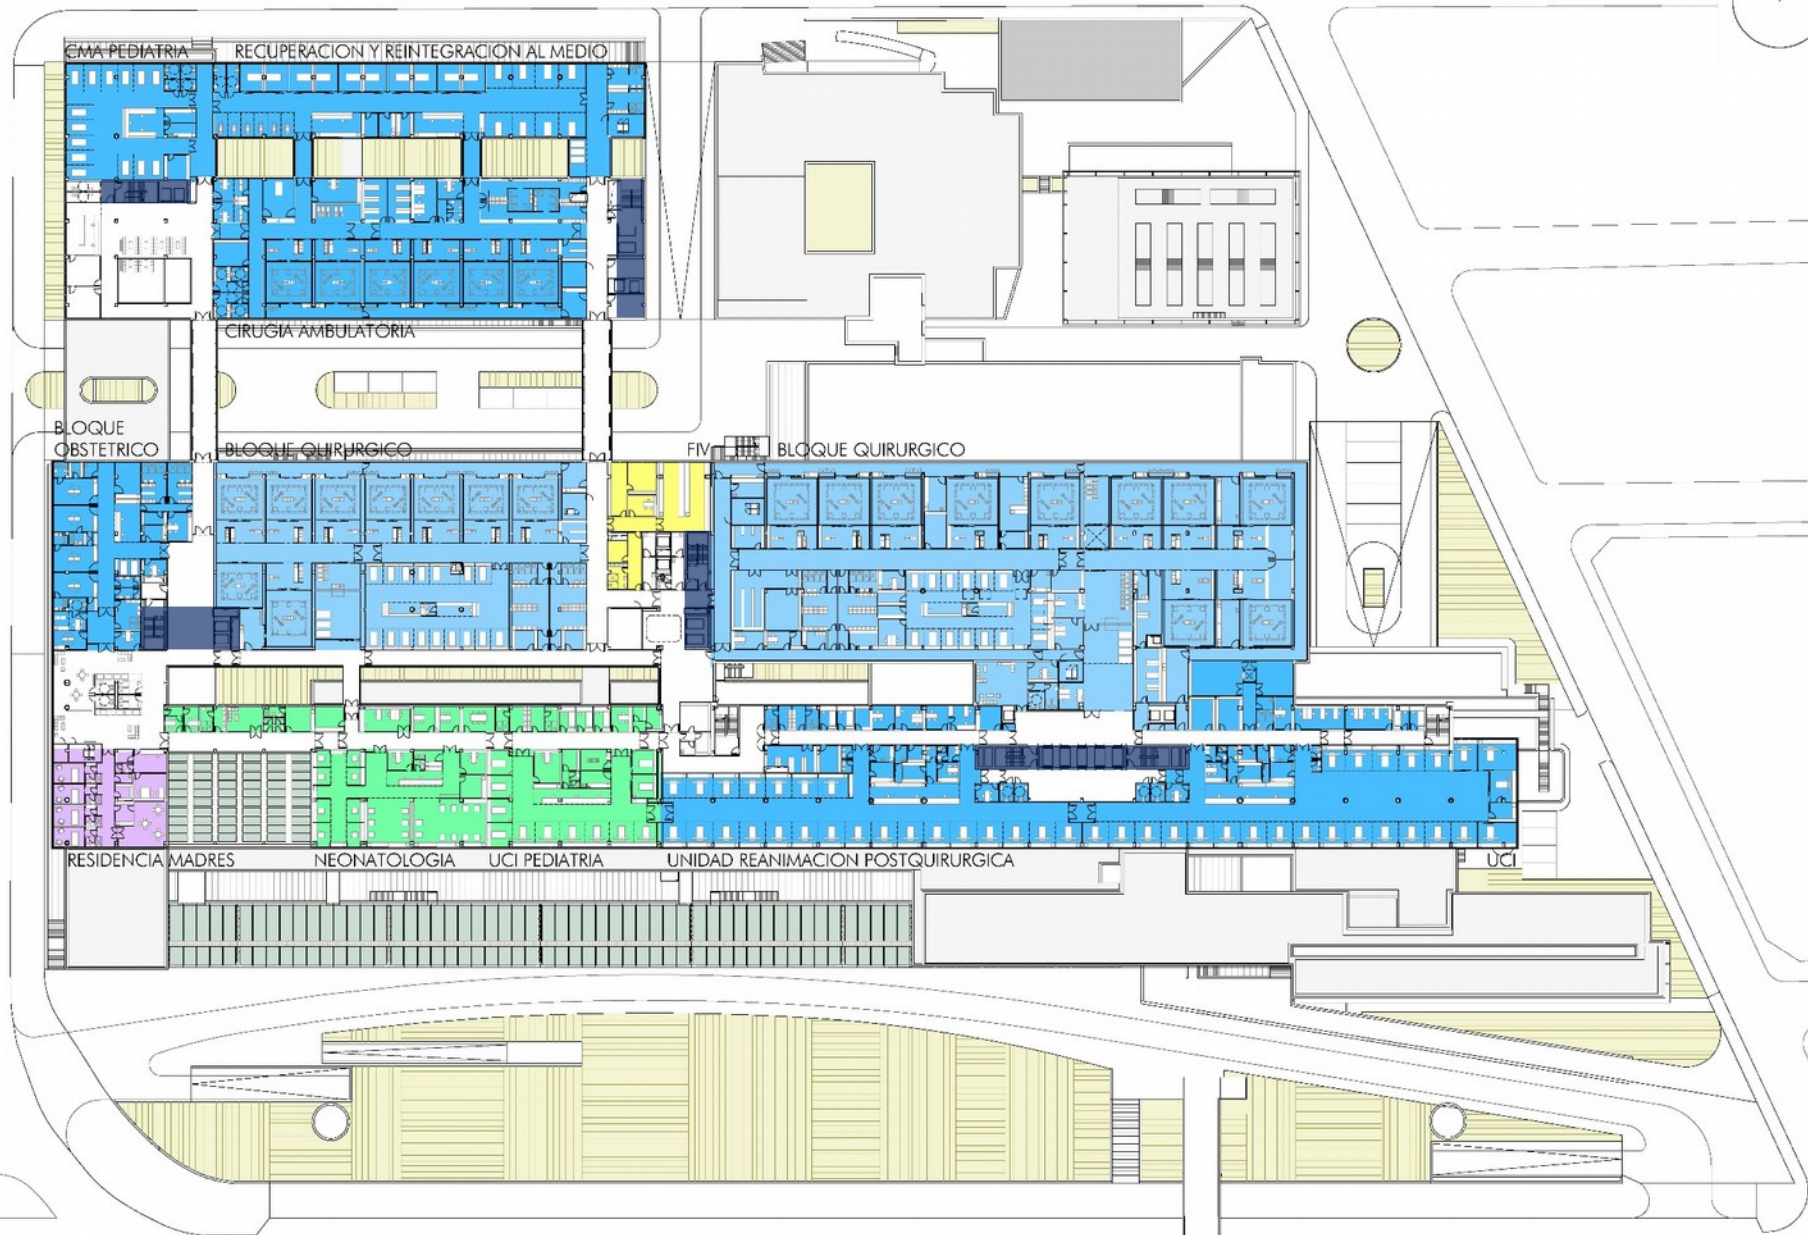 CMA PEDIATRIA
RECUPERACION Y REINTEGRACION AL MEDIO
CIRUGIA AMBULATORIA
BLOQUE
OBSTETRICO
BLOQUE QUIRURGICO
FIV
BLOQUE QUIRURGICO
RESIDENCIA MADRES
NEONATOLOGIA
UCI PEDIATRIA
UNIDAD REANIMACION POSTQUIRURGICA
UCI